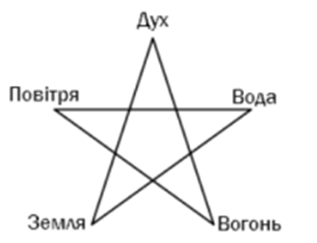 Дух
Повітря
Вода
Земля
Вогонь